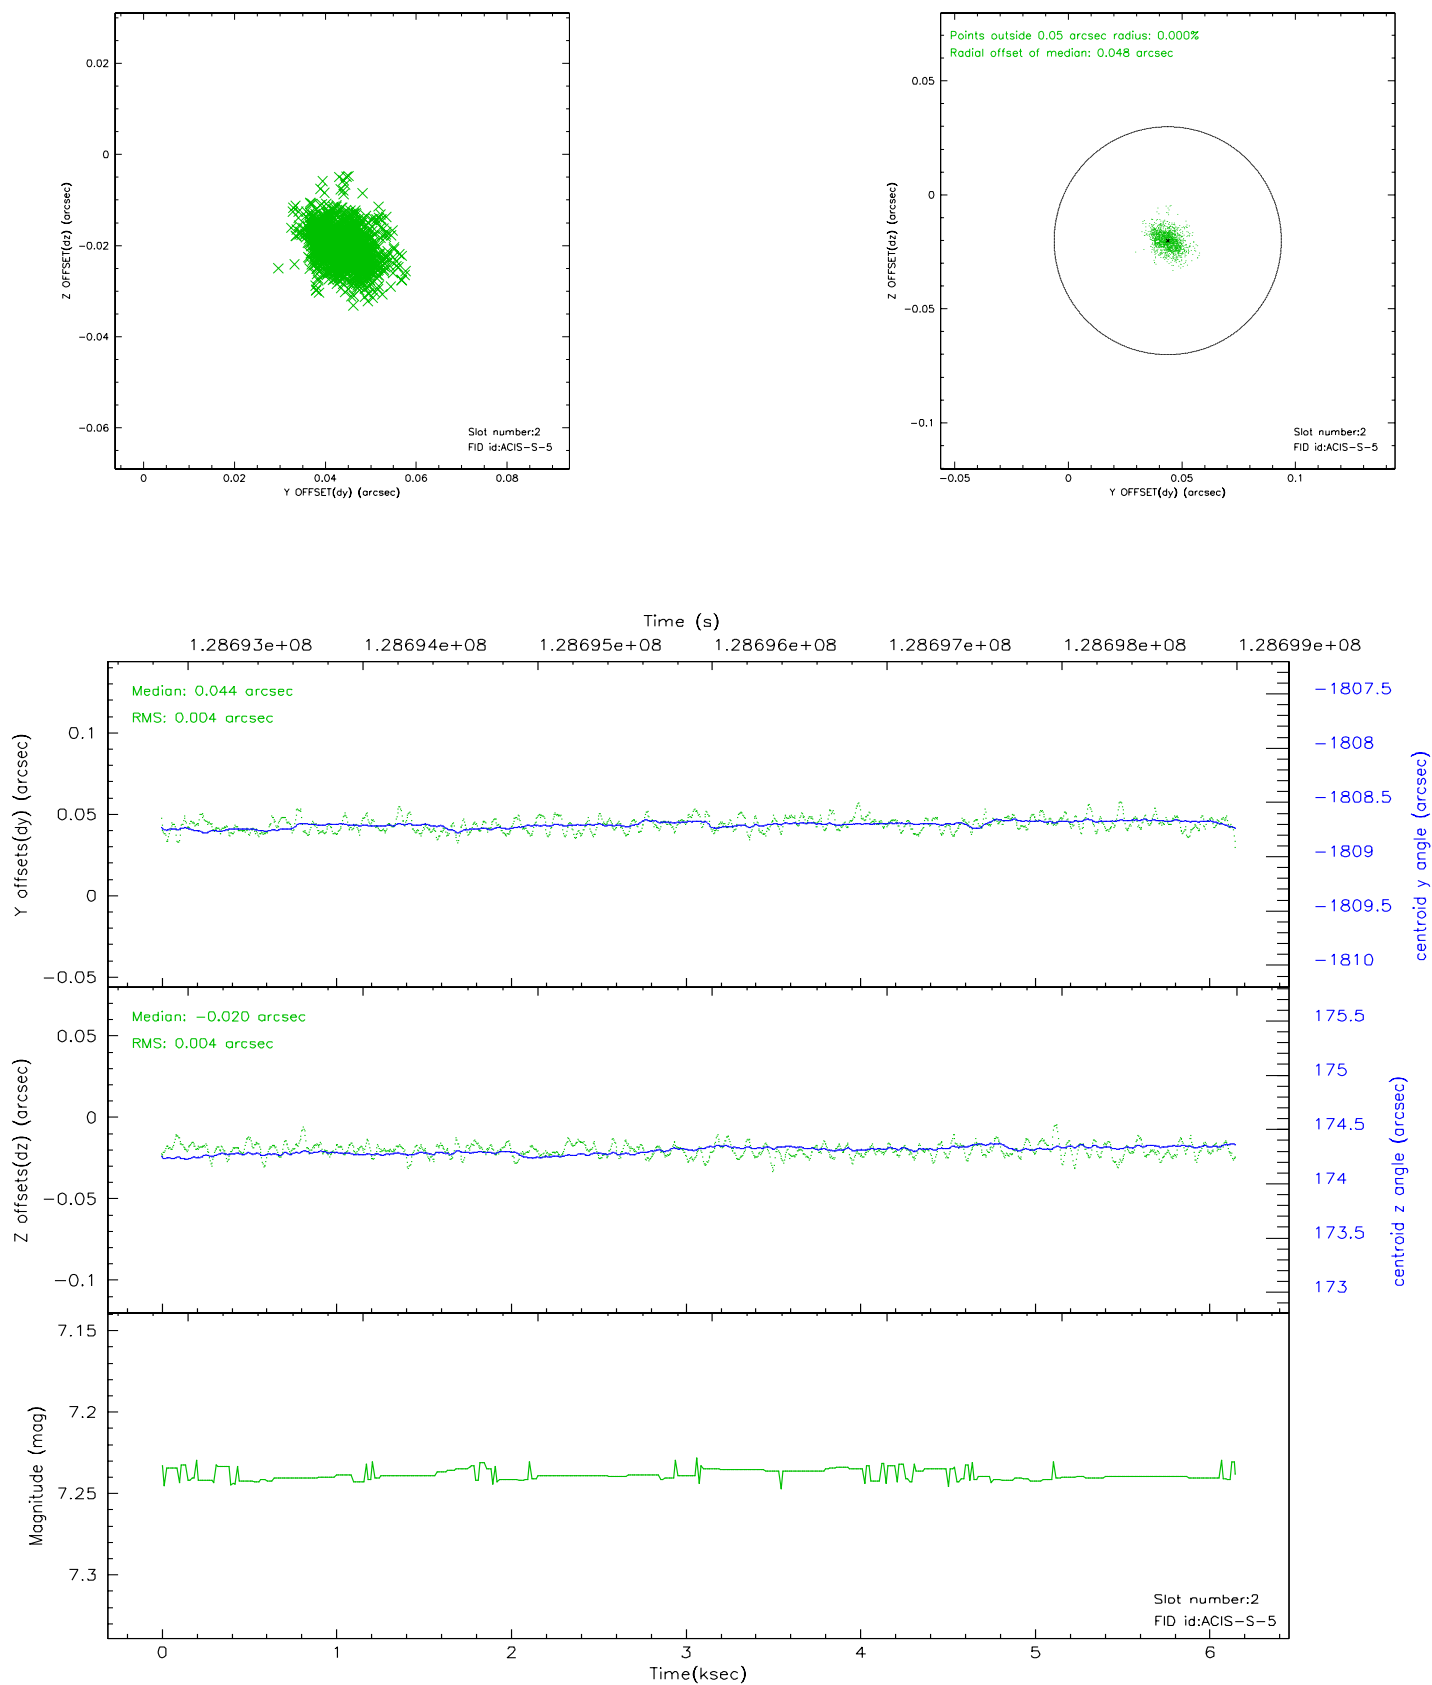 0.02
0
-0.02
-0.04
-0.06
Z OFFSET(dz) (arcsec)
Slot number:2
FID id:ACIS-S-5
0 0.02 0.04 0.06 0.08
Y OFFSET(dy) (arcsec)
Points outside 0.05 arcsec radius: 0.000%
Radial offset of median: 0.048 arcsec
0.05
0
-0.05
-0.1
Z OFFSET(dz) (arcsec)
Slot number:2
FID id:ACIS-S-5
-0.05 0 0.05 0.1
Y OFFSET(dy) (arcsec)
Time (s)
1.28693e+08 1.28694e+08 1.28695e+08 1.28696e+08 1.28697e+08 1.28698e+08 1.28699e+08
Median: 0.044 arcsec
RMS: 0.004 arcsec
0.1
0.05
0
-0.05
Y offsets(dy) (arcsec)
-1807.5
-1808
-1808.5
-1809
-1809.5
-1810
centroid y angle (arcsec)
Median: -0.020 arcsec
RMS: 0.004 arcsec
0.05
0
-0.05
-0.1
Z offsets(dz) (arcsec)
175.5
175
174.5
174
173.5
173
centroid z angle (arcsec)
7.15
7.2
7.25
7.3
Magnitude (mag)
Slot number:2
FID id:ACIS-S-5
0 1 2 3 4 5 6
Time(ksec)